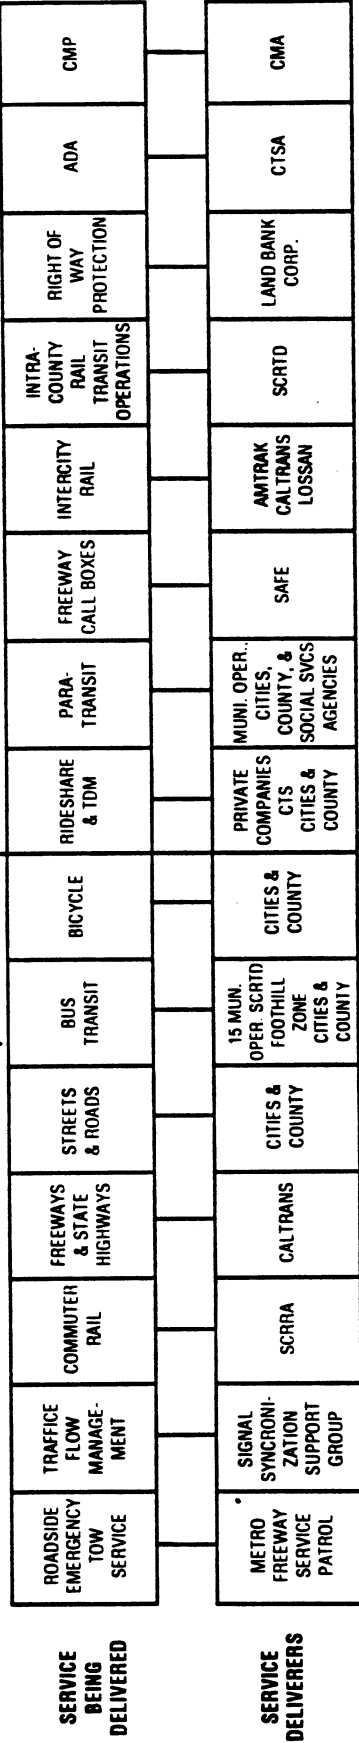 SERVICE
BEING
DELIVERED
ROADSIDE
EMERGENCY
TOW
SERVICE
TRAFFICE
FLOW
MANAGE-
MENT
COMMUTER
RAIL
FREEWAYS
& STATE
HIGHWAYS
STREETS
& ROADS
BUS
TRANSIT
BICYCLE
RIDESHARE
& TDM
PARA-
TRANSIT
FREEWAY
CALL BOXES
INTERCITY
RAIL
INTRA-
COUNTY
RAIL
TRANSIT
OPERATIONS
RIGHT OF
WAY
PROTECTION
ADA
CMP
SERVICE
DELIVERERS
METRO
FREEWAY
SERVICE
PATROL
SIGNAL
SYNCRONI-
ZATION
SUPPORT
GROUP
SCRRA
CALTRANS
CITIES &
COUNTY
15 MUN.
OPER. SCRTD
FOOTHILL
ZONE
CITIES &
COUNTY
CITIES &
COUNTY
PRIVATE
COMPANIES
CTS
CITIES &
COUNTY
MUNI. OPER..
CITIES,
COUNTY, &
SOCIAL SVCS
AGENCIES
SAFE
AMTRAK
CALTRANS
LOSSAN
SCRTD
LAND BANK
CORP.
CTSA
CMA